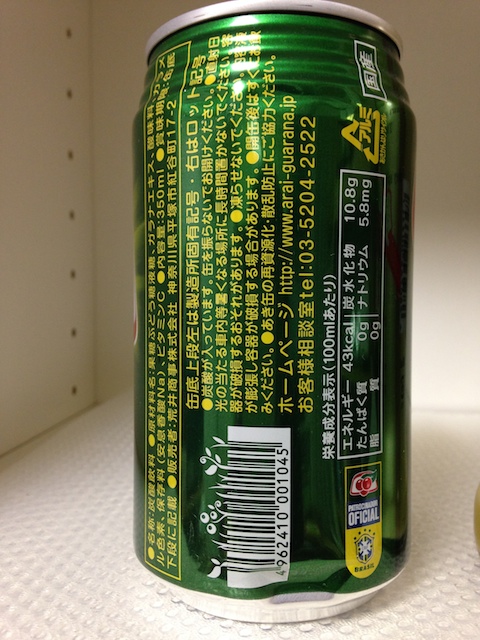 ●名称:炭酸飲料 ●原材料名:果糖ぶどう糖液糖、ガラナエキス、酸味料、カラメ
ル色素、保存料(安息香酸Na)、ビタミンC ●内容量:350ml ●賞味期限:缶底
下段に記載 ●販売者:荒井商事株式会社 神奈川県平塚市紅谷町17-2
缶底上段左は製造所固有記号・右はロット記号
●炭酸が入っています。缶を振らないでお開けください。●直射日
光の当たる車内等暑くなる場所に長時間置かないでください。
器が破損するおそれがあります。●凍らせないでください。
が膨張し容器が破損する場合があります。●開缶後はすぐにお飲
みください。●あき缶の再資源化・散乱防止にご協力ください。
ホームページ http://www.arai-guarana.jp
お客様相談室tel:03-5204-2522
栄養成分表示(100mlあたり)
エネルギー 43kcal 炭水化物 10.8g
たんぱく質 0g ナトリウム 5.8mg
脂質 0g
国産
アルミ
4962410001045
OFICIAL
BRASIL